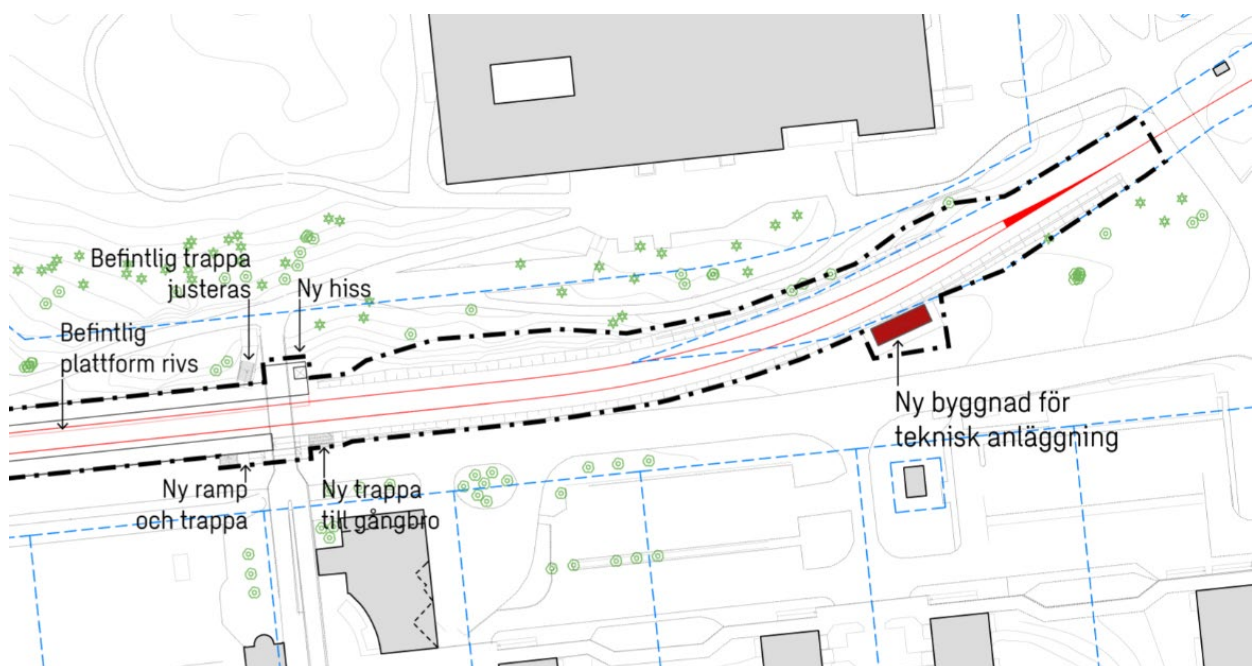 Befintlig trappa
justeras
Ny hiss
Befintlig
plattform rivs
Ny byggnad för
teknisk anläggning
Ny ramp
och trappa
Ny trappa
till gångbro